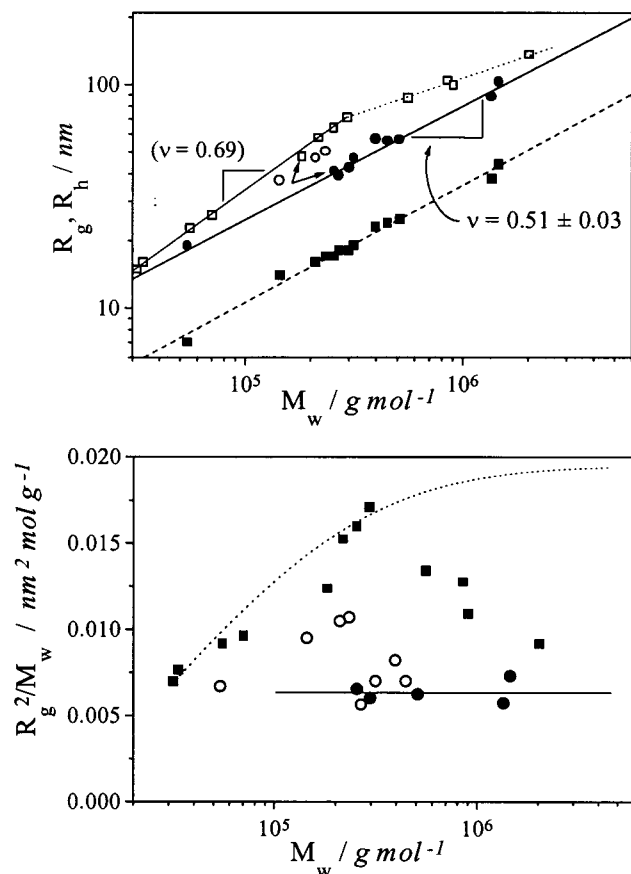 100
10
R_g, R_h / nm
(ν = 0.69)
ν = 0.51 ± 0.03
10^5
10^6
M_w / g mol^-1
0.020
0.015
0.010
0.005
0.000
R_g^2/M_w / nm^2 mol g^-1
10^5
10^6
M_w / g mol^-1